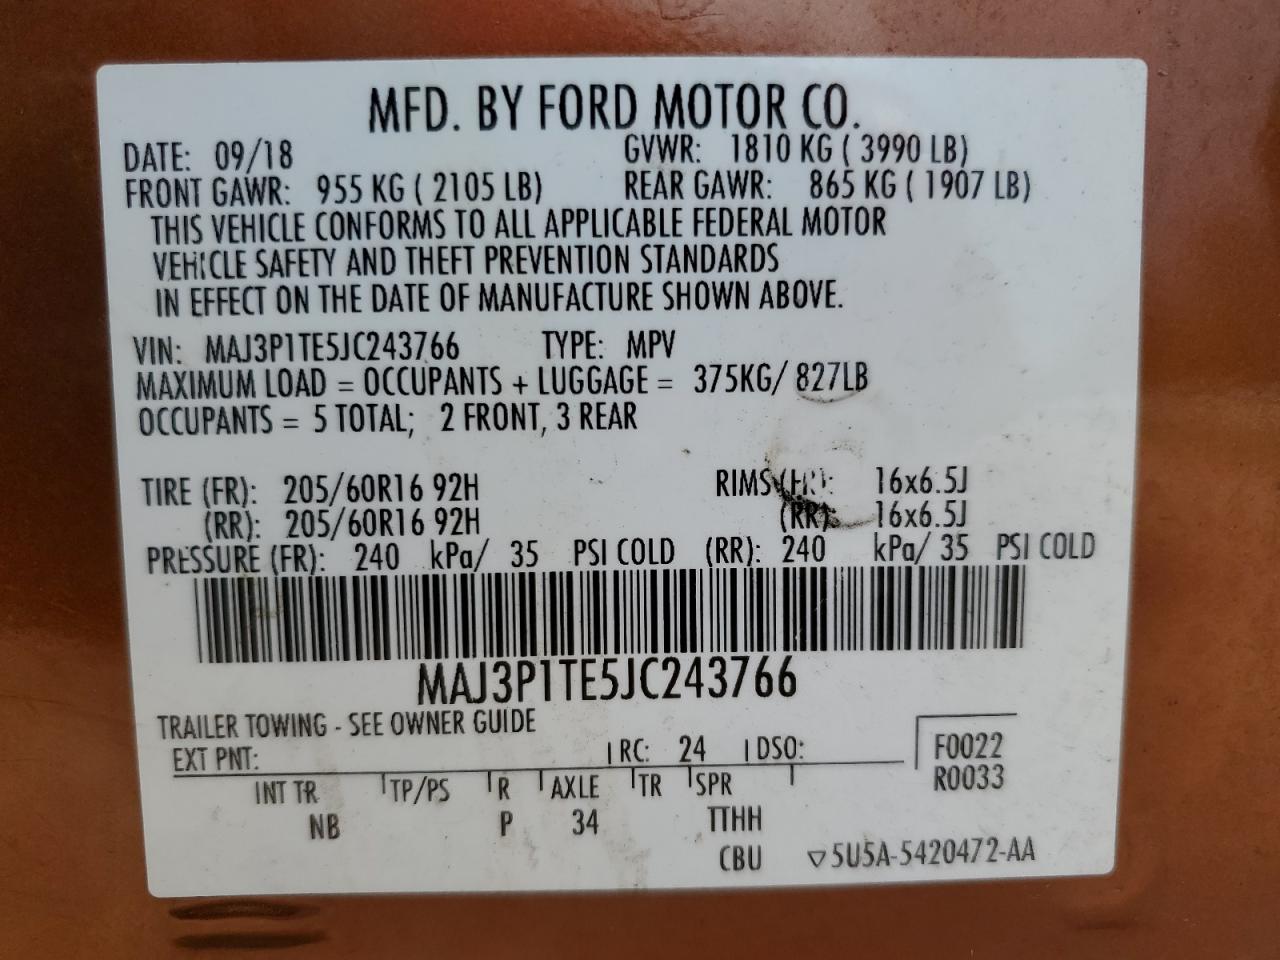 MFD. BY FORD MOTOR CO.
DATE: 09/18 GVWR: 1810 KG ( 3990 LB)
FRONT GAWR: 955 KG ( 2105 LB) REAR GAWR: 865 KG ( 1907 LB)
THIS VEHICLE CONFORMS TO ALL APPLICABLE FEDERAL MOTOR
VEHICLE SAFETY AND THEFT PREVENTION STANDARDS
IN EFFECT ON THE DATE OF MANUFACTURE SHOWN ABOVE.
VIN: MAJ3P1TE5JC243766 TYPE: MPV
MAXIMUM LOAD = OCCUPANTS + LUGGAGE = 375KG/ 827LB
OCCUPANTS = 5 TOTAL; 2 FRONT, 3 REAR
TIRE (FR): 205/60R16 92H RIMS (FR): 16x6.5J
(RR): 205/60R16 92H (RR): 16x6.5J
PRESSURE (FR): 240 kPa/ 35 PSI COLD (RR): 240 kPa/ 35 PSI COLD
MAJ3P1TE5JC243766
TRAILER TOWING - SEE OWNER GUIDE
EXT PNT: RC: 24 DSO: F0022
R0033
INT TR TP/PS R AXLE TR SPR
NB P 34 TTHH
CBU ▽5U5A-5420472-AA